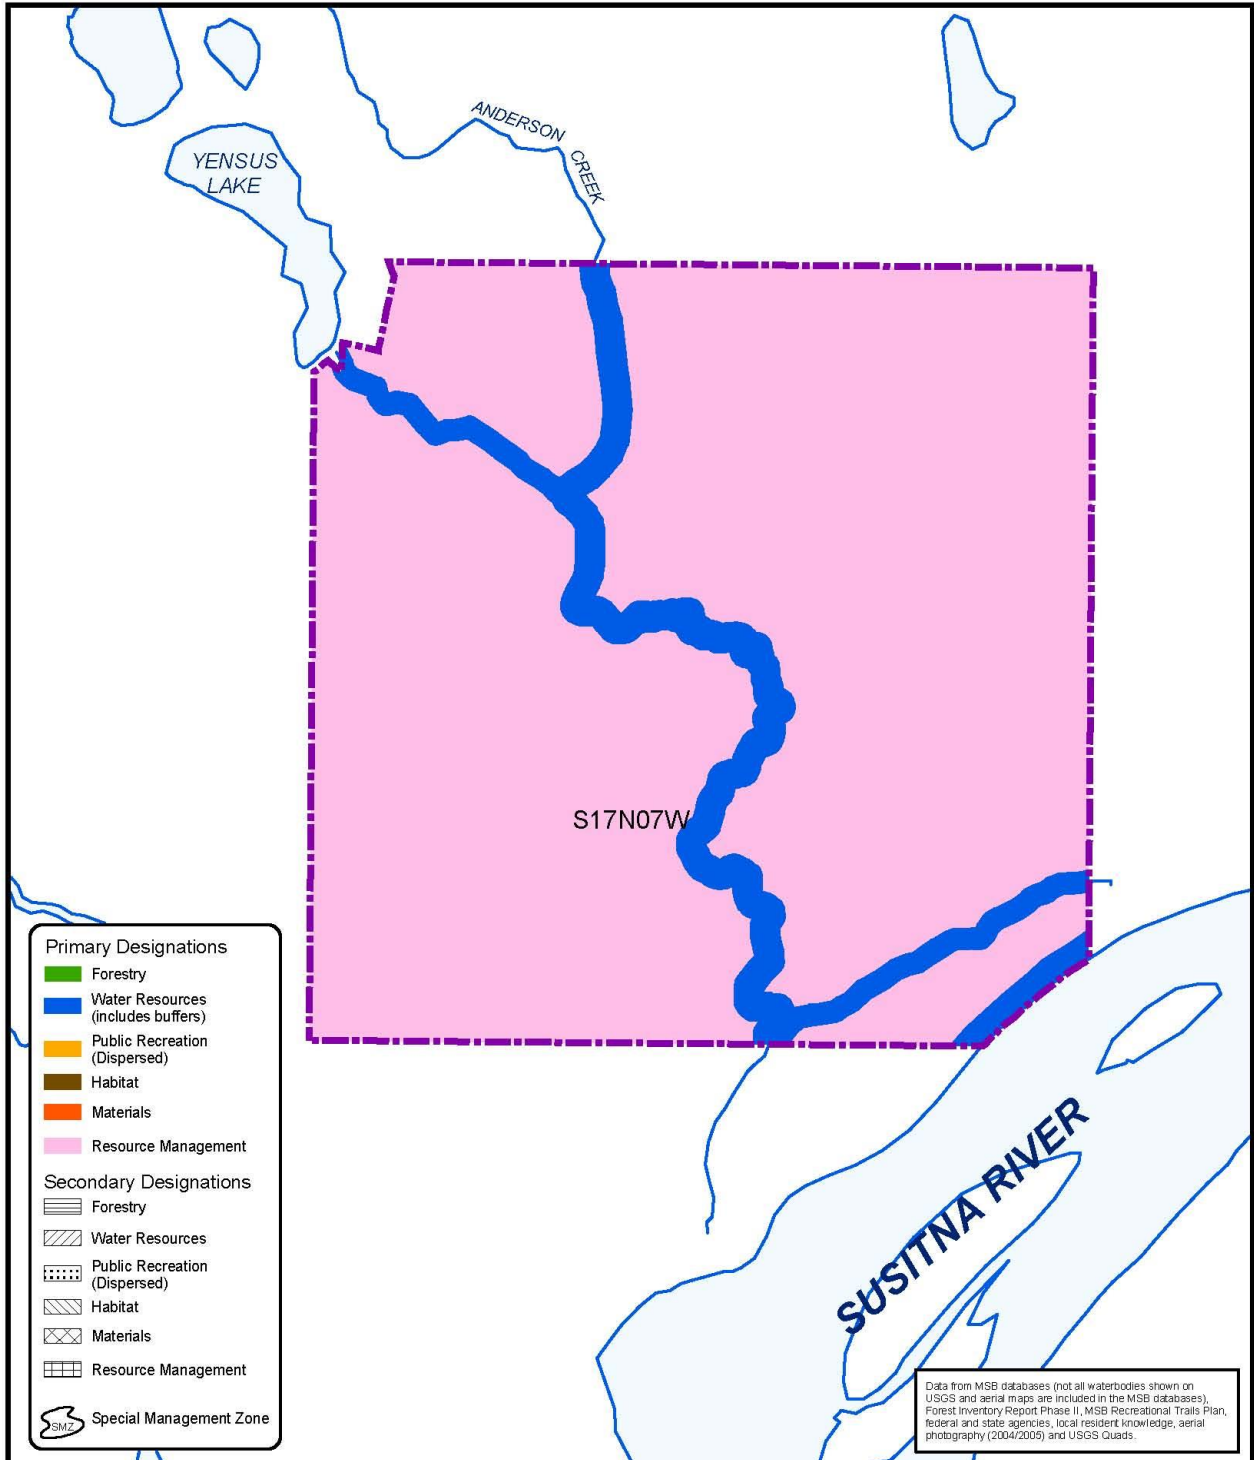 ANDERSON
CREEK
YENSUS
LAKE
S17N07W
Primary Designations
Forestry
Water Resources
(includes buffers)
Public Recreation
(Dispersed)
Habitat
Materials
Resource Management
Secondary Designations
Forestry
Water Resources
Public Recreation
(Dispersed)
Habitat
Materials
Resource Management
SMZ
Special Management Zone
SUSITNA RIVER
Data from MSB databases (not all waterbodies shown on
USGS and aerial maps are included in the MSB databases),
Forest Inventory Report Phase II, MSB Recreational Trails Plan,
federal and state agencies, local resident knowledge, aerial
photography (2004/2005) and USGS Quads.